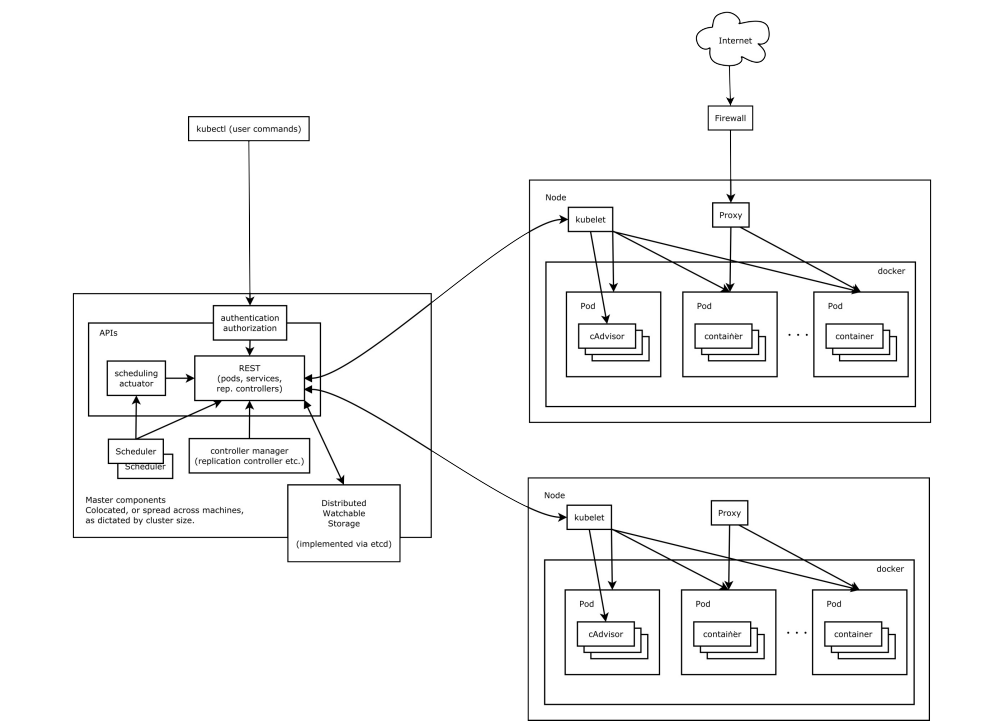 Internet
Firewall
kubectl (user commands)
authentication
authorization
APIs
REST
(pods, services,
rep. controllers)
scheduling
actuator
Scheduler
Scheduler
controller manager
(replication controller etc.)
Master components
Colocated, or spread across machines,
as dictated by cluster size.
Distributed
Watchable
Storage
(implemented via etcd)
Node
kubelet
Proxy
docker
Pod
cAdvisor
Pod
container
. . .
Pod
container
Node
kubelet
Proxy
docker
Pod
cAdvisor
Pod
container
. . .
Pod
container